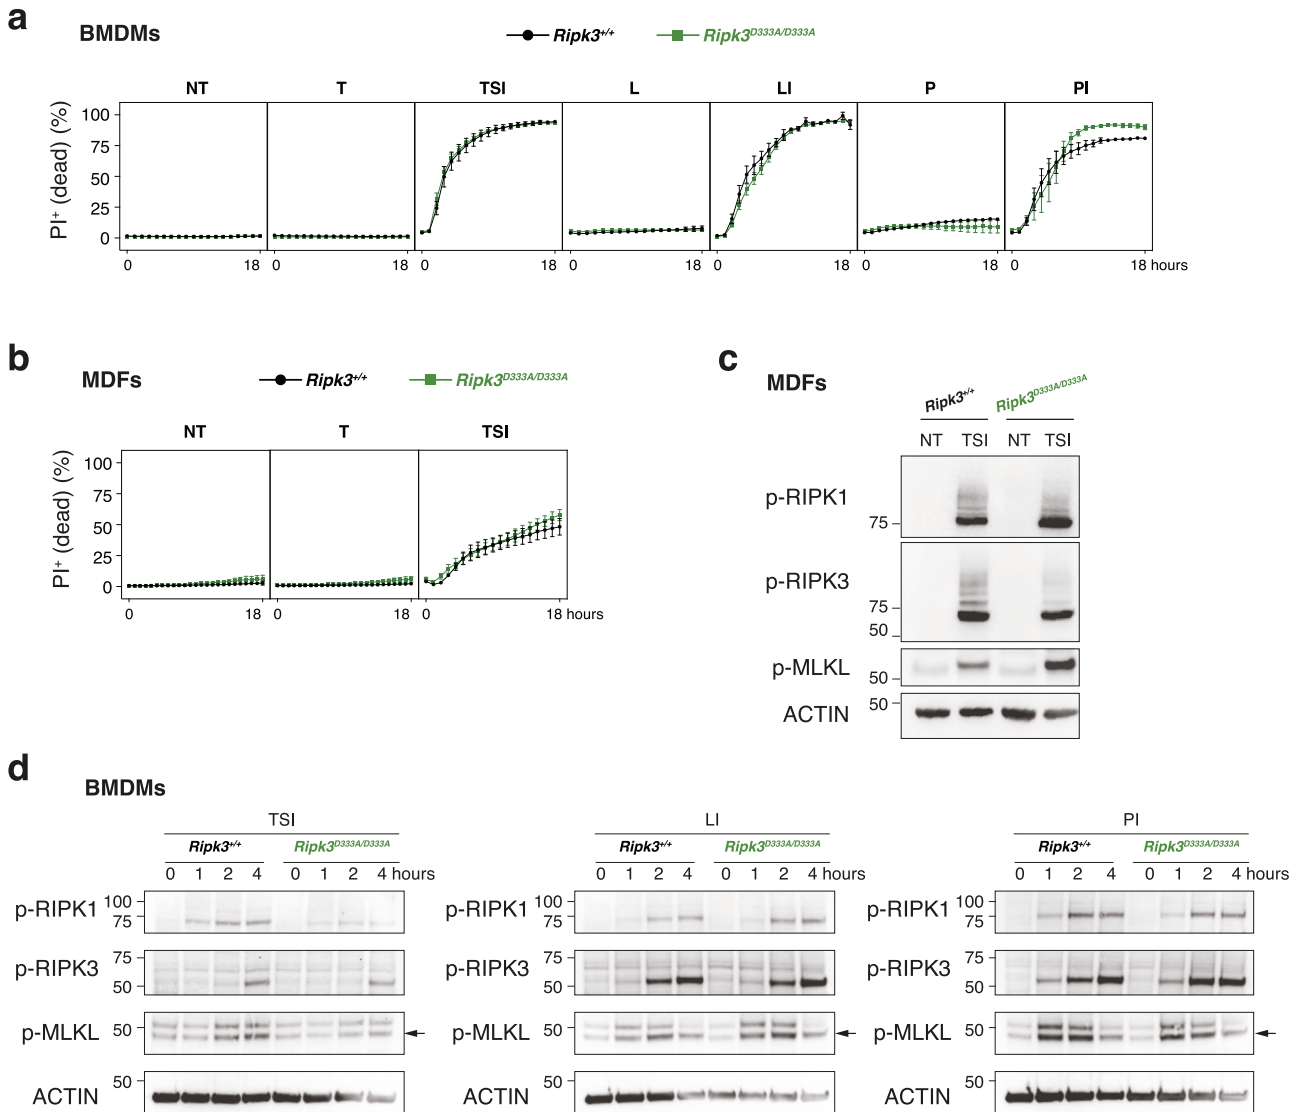 a
BMDMs
Ripk3+/+ Ripk3D333A/D333A
NT T TSI L LI P PI
PI+ (dead) (%)
100
75
50
25
0
0 18 0 18 0 18 0 18 0 18 0 18 0 18 hours
b
MDFs
Ripk3+/+ Ripk3D333A/D333A
NT T TSI
PI+ (dead) (%)
100
75
50
25
0
0 18 0 18 0 18 hours
c
MDFs
Ripk3+/+ Ripk3D333A/D333A
NT TSI NT TSI
p-RIPK1
75
p-RIPK3
75
50
p-MLKL
50
ACTIN
50
d
BMDMs
TSI
Ripk3+/+ Ripk3D333A/D333A
0 1 2 4 0 1 2 4 hours
p-RIPK1
100
75
p-RIPK3
75
50
p-MLKL
50
ACTIN
50
LI
Ripk3+/+ Ripk3D333A/D333A
0 1 2 4 0 1 2 4 hours
p-RIPK1
100
75
p-RIPK3
75
50
p-MLKL
50
ACTIN
50
PI
Ripk3+/+ Ripk3D333A/D333A
0 1 2 4 0 1 2 4 hours
p-RIPK1
100
75
p-RIPK3
75
50
p-MLKL
50
ACTIN
50